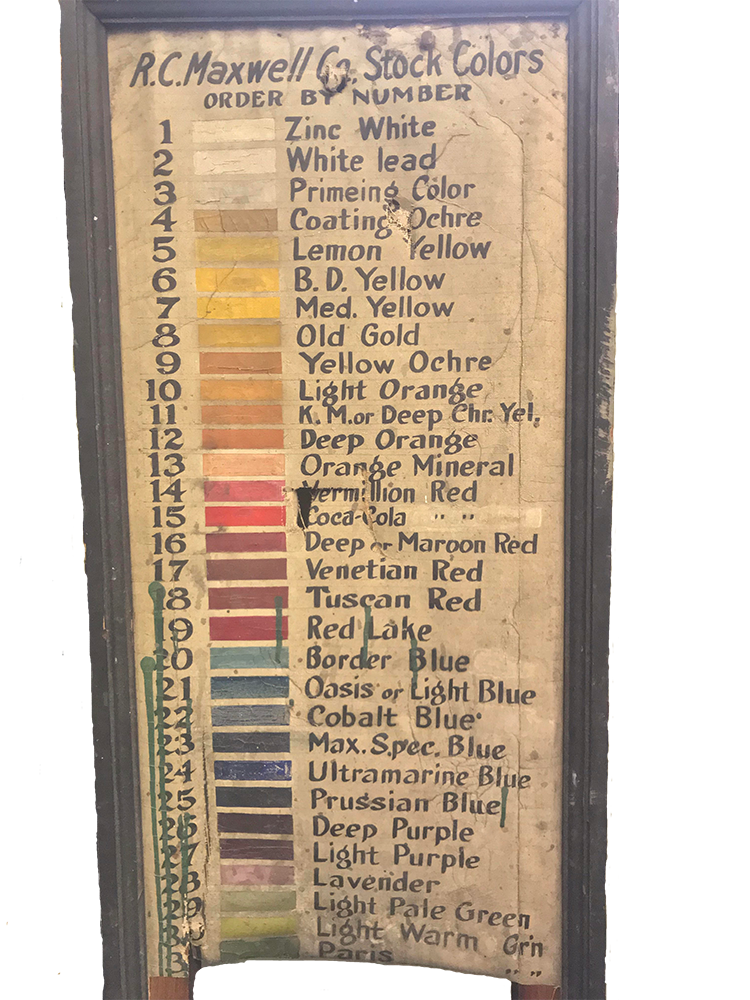 R.C. Maxwell Co. Stock Colors
ORDER BY NUMBER
1 Zinc White
2 White lead
3 Primeing Color
4 Coating Ochre
5 Lemon Yellow
6 B. D. Yellow
7 Med. Yellow
8 Old Gold
9 Yellow Ochre
10 Light Orange
11 K. M. or Deep Chr. Yel.
12 Deep Orange
13 Orange Mineral
14 Vermillion Red
15 Coca-Cola " "
16 Deep or Maroon Red
17 Venetian Red
18 Tuscan Red
19 Red Lake
20 Border Blue
21 Oasis or Light Blue
22 Cobalt Blue
23 Max. Spec. Blue
24 Ultramarine Blue
25 Prussian Blue
26 Deep Purple
27 Light Purple
28 Lavender
29 Light Pale Green
3 Light Warm Gr'n
3 Paris " "